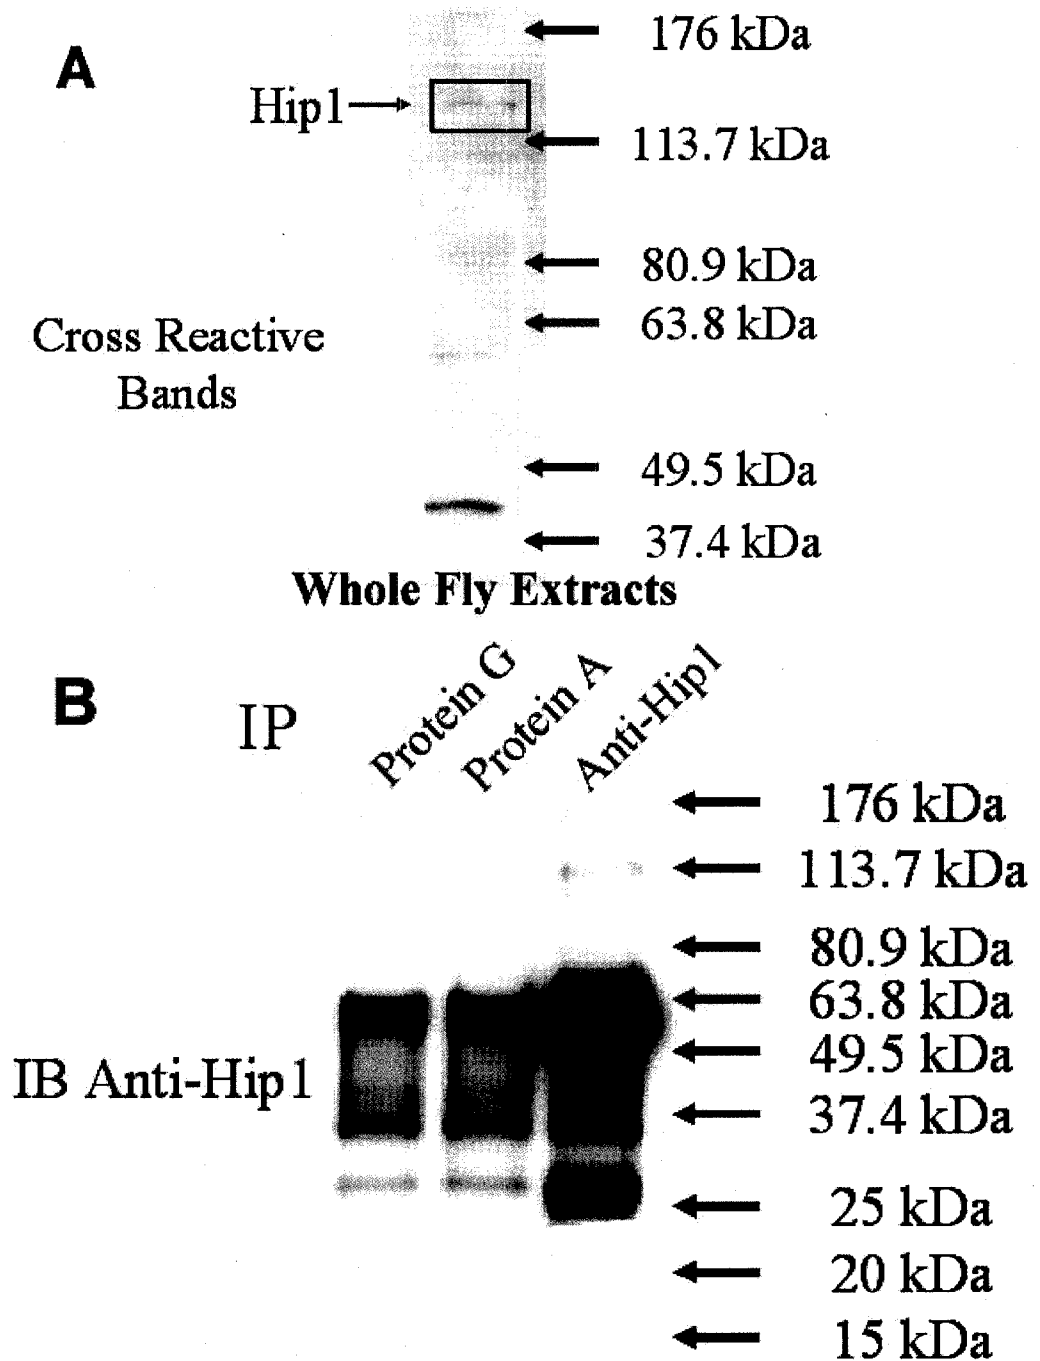 A
176 kDa
Hip1
113.7 kDa
80.9 kDa
63.8 kDa
Cross Reactive
Bands
49.5 kDa
37.4 kDa
Whole Fly Extracts
B
IP
Protein G
Protein A
Anti-Hip1
176 kDa
113.7 kDa
80.9 kDa
63.8 kDa
49.5 kDa
IB Anti-Hip1
37.4 kDa
25 kDa
20 kDa
15 kDa